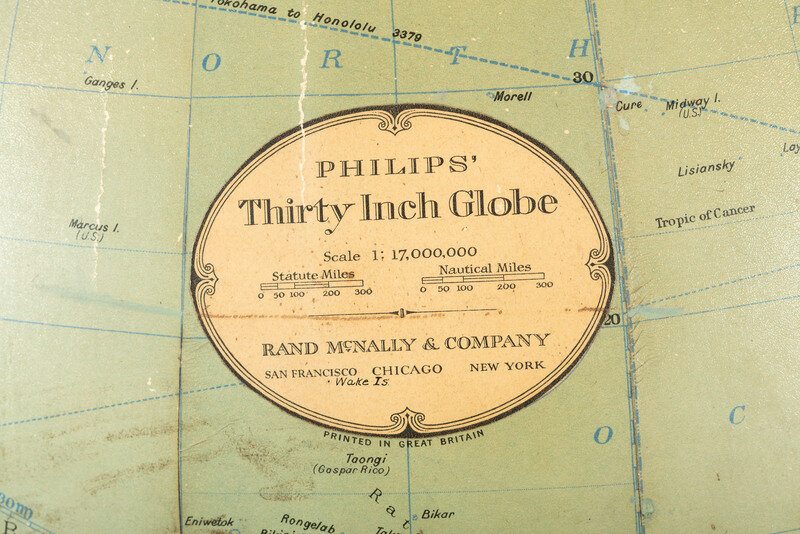 Yokohama to Honolulu 3379
N O R T H
30
Ganges I.
Morell
Cure
Midway I.
(U.S.)
Lisiansky
Tropic of Cancer
Marcus I.
(U.S.)
PHILIPS'
Thirty Inch Globe
Scale 1: 17,000,000
Statute Miles
0 50 100 200 300
Nautical Miles
0 50 100 200 300
20
RAND McNALLY & COMPANY
SAN FRANCISCO CHICAGO NEW YORK
Wake Is
PRINTED IN GREAT BRITAIN
O C
Taongi
(Gaspar Rico)
Eniwetok
Rongelab
Bikar